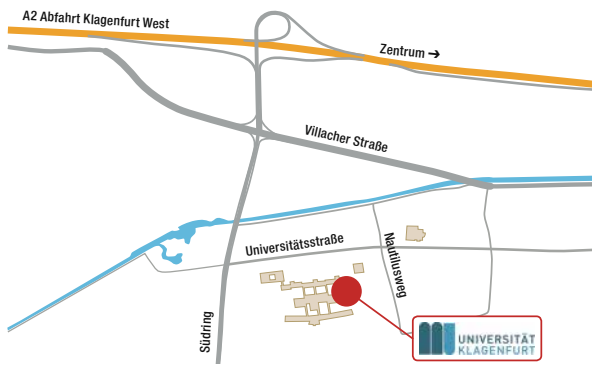 A2 Abfahrt Klagenfurt West
Zentrum ➔
Villacher Straße
Universitätsstraße
Nautilusweg
Südring
UNIVERSITÄT
KLAGENFURT